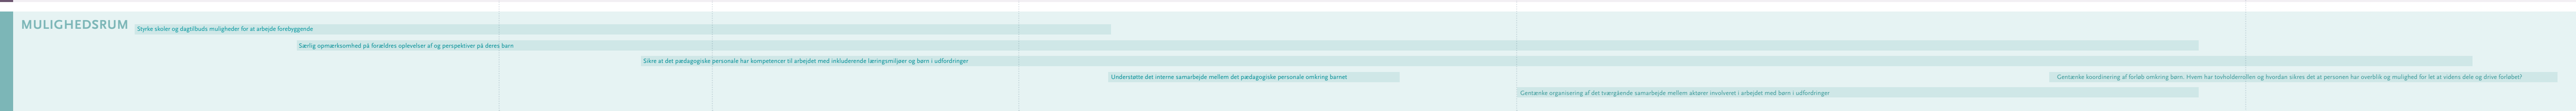 MULIGHEDSRUM
Styrke skoler og dagtilbuds muligheder for at arbejde forebyggende
Særlig opmærksomhed på forældres oplevelser af og perspektiver på deres barn
Sikre at det pædagogiske personale har kompetencer til arbejdet med inkluderende læringsmiljøer og børn i udfordringer
Understøtte det interne samarbejde mellem det pædagogiske personale omkring barnet
Gentænke koordinering af forløb omkring børn. Hvem har tovholderrollen og hvordan sikres det at personen har overblik og mulighed for let at videns dele og drive forløbet?
Gentænke organisering af det tværgående samarbejde mellem aktører involveret i arbejdet med børn i udfordringer